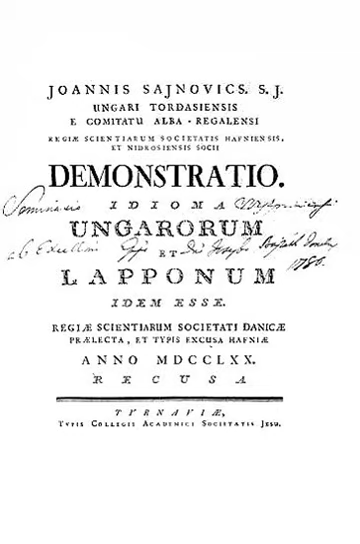 JOANNIS SAJNOVICS. S. J.
UNGARI TORDASIENSIS
E COMITATU ALBA-REGALENSI
REGIÆ SCIENTIARUM SOCIETATIS HAFNIENSIS,
ET NIDROSIENSIS SOCII
DEMONSTRATIO.
IDIOMA
UNGARORUM
ET
LAPPONUM
1780.
IDEM ESSE.
REGIÆ SCIENTIARUM SOCIETATI DANICÆ
PRÆLECTA, ET TYPIS EXCUSA HAFNIÆ
ANNO MDCCLXX.
RECUSA
TYRNAVIÆ,
TYPIS COLLEGII ACADEMICI SOCIETATIS JESU.